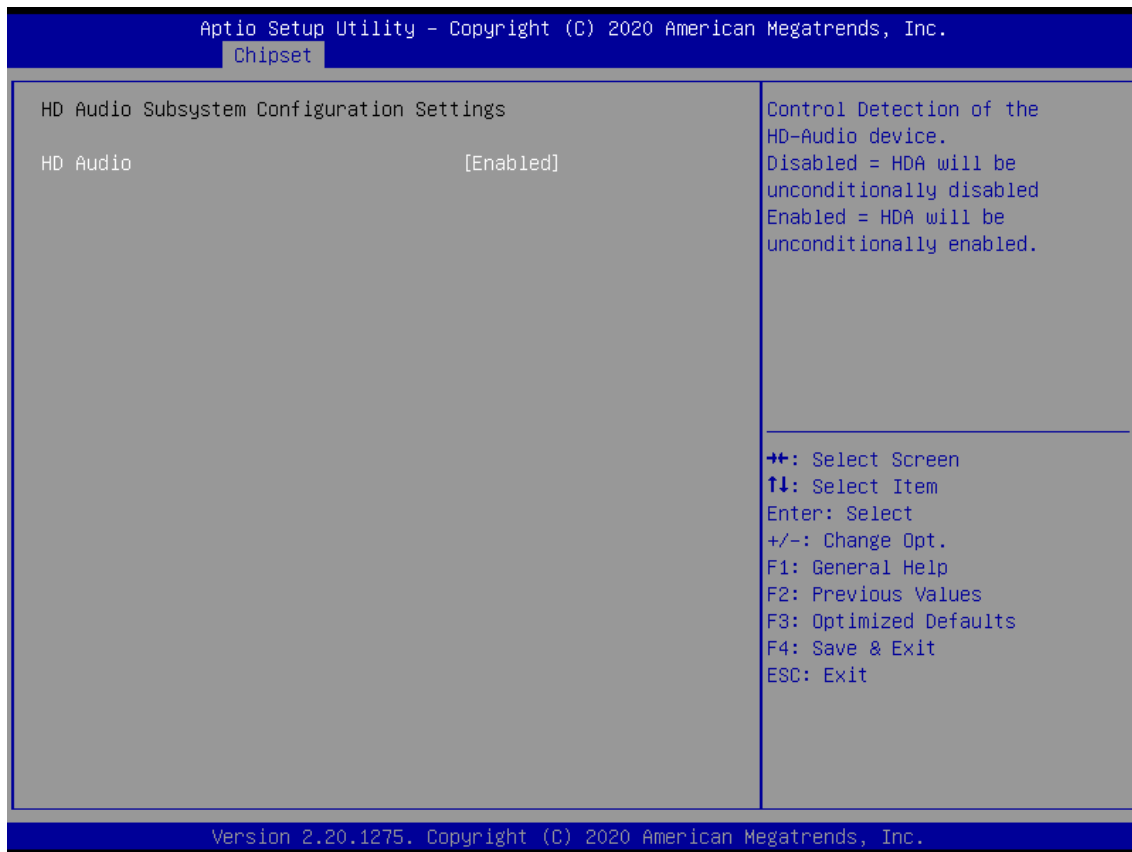 Aptio Setup Utility – Copyright (C) 2020 American Megatrends, Inc.
Chipset
HD Audio Subsystem Configuration Settings
HD Audio [Enabled]
Control Detection of the
HD-Audio device.
Disabled = HDA will be
unconditionally disabled
Enabled = HDA will be
unconditionally enabled.
→←: Select Screen
↑↓: Select Item
Enter: Select
+/-: Change Opt.
F1: General Help
F2: Previous Values
F3: Optimized Defaults
F4: Save & Exit
ESC: Exit
Version 2.20.1275. Copyright (C) 2020 American Megatrends, Inc.